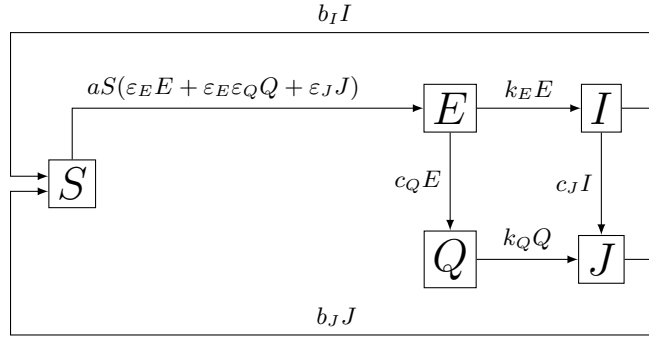 b_I I
aS(ε_E E + ε_E ε_Q Q + ε_J J)
E
k_E E
I
S
c_Q E
c_J I
Q
k_Q Q
J
b_J J